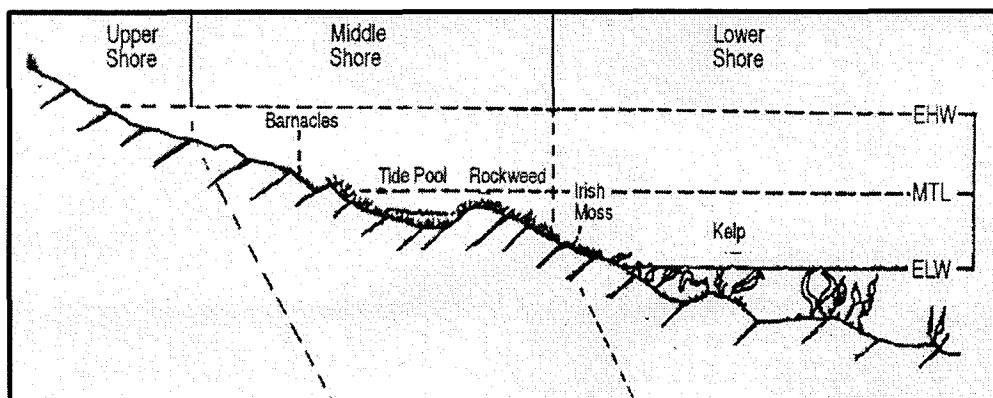 Upper
Shore
Middle
Shore
Lower
Shore
EHW
Barnacles
Tide Pool
Rockweed
MTL
Irish
Moss
Kelp
ELW